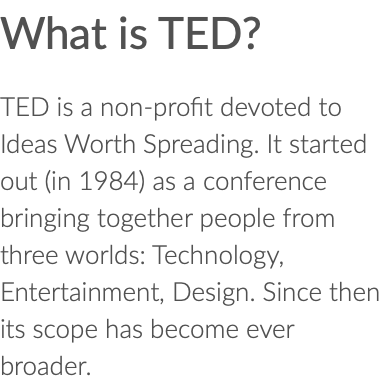 What is TED?
TED is a non-profit devoted to
Ideas Worth Spreading. It started
out (in 1984) as a conference
bringing together people from
three worlds: Technology,
Entertainment, Design. Since then
its scope has become ever
broader.